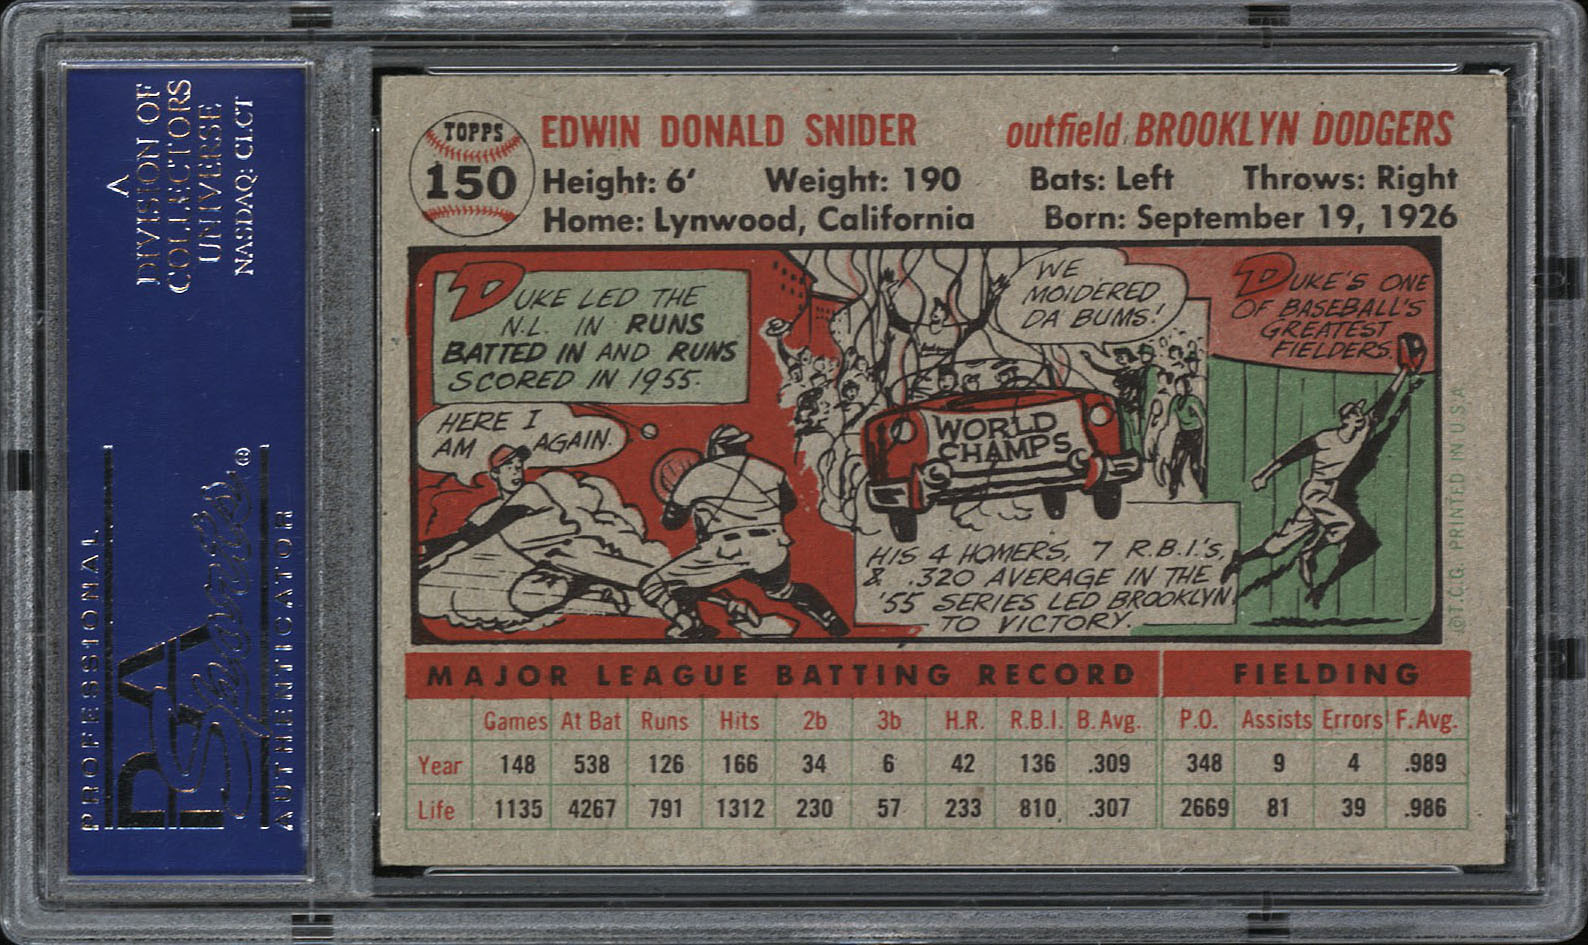 A
DIVISION OF
COLLECTORS
UNIVERSE
NASDAQ: CLCT
PROFESSIONAL
PSA
Sports
AUTHENTICATOR
TOPPS
150
EDWIN DONALD SNIDER
outfield BROOKLYN DODGERS
Height: 6' Weight: 190 Bats: Left Throws: Right
Home: Lynwood, California Born: September 19, 1926
DUKE LED THE
N.L. IN RUNS
BATTED IN AND RUNS
SCORED IN 1955.
HERE I
AM AGAIN.
WE
MOIDERED
DA BUMS!
WORLD
CHAMPS
HIS 4 HOMERS, 7 R.B.I.'s,
& .320 AVERAGE IN THE
'55 SERIES LED BROOKLYN
TO VICTORY.
DUKE'S ONE
OF BASEBALL'S
GREATEST
FIELDERS.
B
©T.C.G. PRINTED IN U.S.A.
MAJOR LEAGUE BATTING RECORD FIELDING
Games At Bat Runs Hits 2b 3b H.R. R.B.I. B. Avg. P.O. Assists Errors F. Avg.
Year 148 538 126 166 34 6 42 136 .309 348 9 4 .989
Life 1135 4267 791 1312 230 57 233 810 .307 2669 81 39 .986